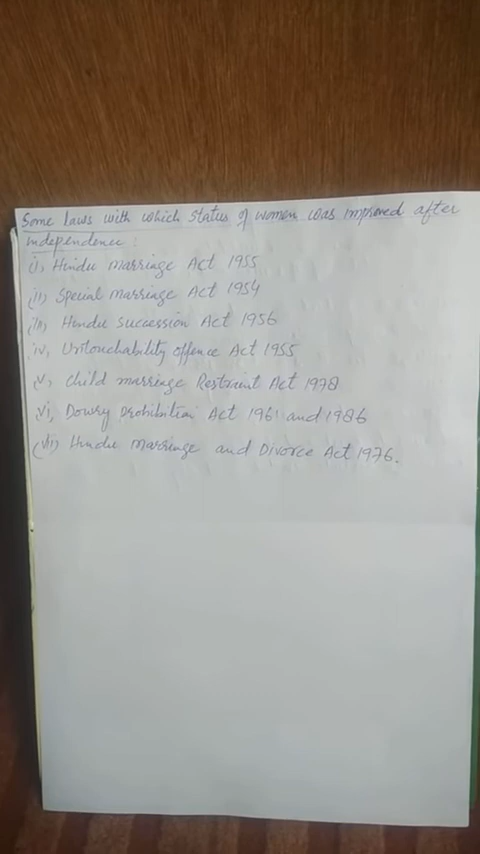 Some laws with which status of women was improved after
independence :
(i) Hindu marriage Act 1955
(ii) Special marriage Act 1954
(iii) Hindu succession Act 1956
iv, Untouchability offence Act 1955
(v) Child marriage Restraint Act 1978
(vi) Dowry prohibition Act 1961 and 1986
(vii) Hindu marriage and Divorce Act 1976.